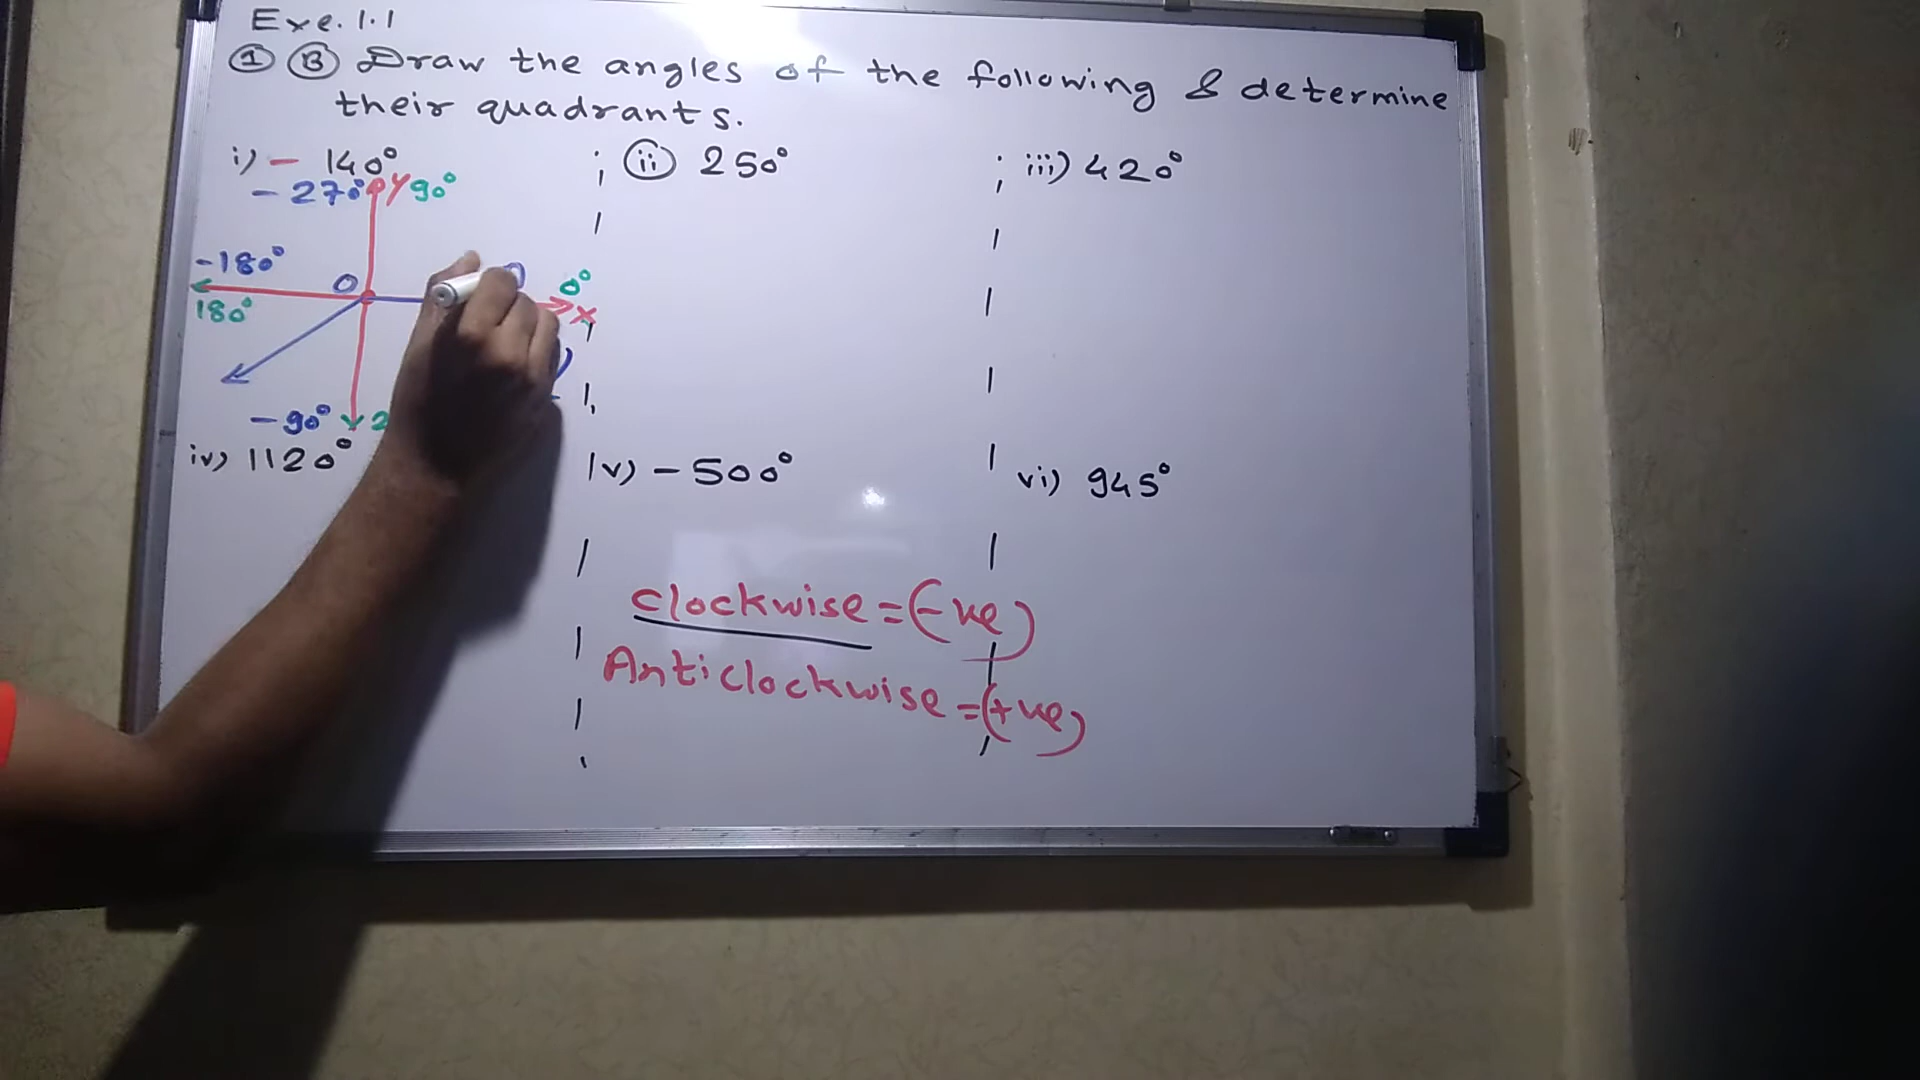 Exe. 1.1
① Ⓑ Draw the angles of the following & determine
their quadrants.
i) - 140°
ii 250°
iii) 420°
- 270° Y 90°
-180°
O
0°
180°
X
- 90° 2
iv) 1120°
v) - 500°
vi) 945°
Clockwise = (-ve)
Anticlockwise = (+ve)